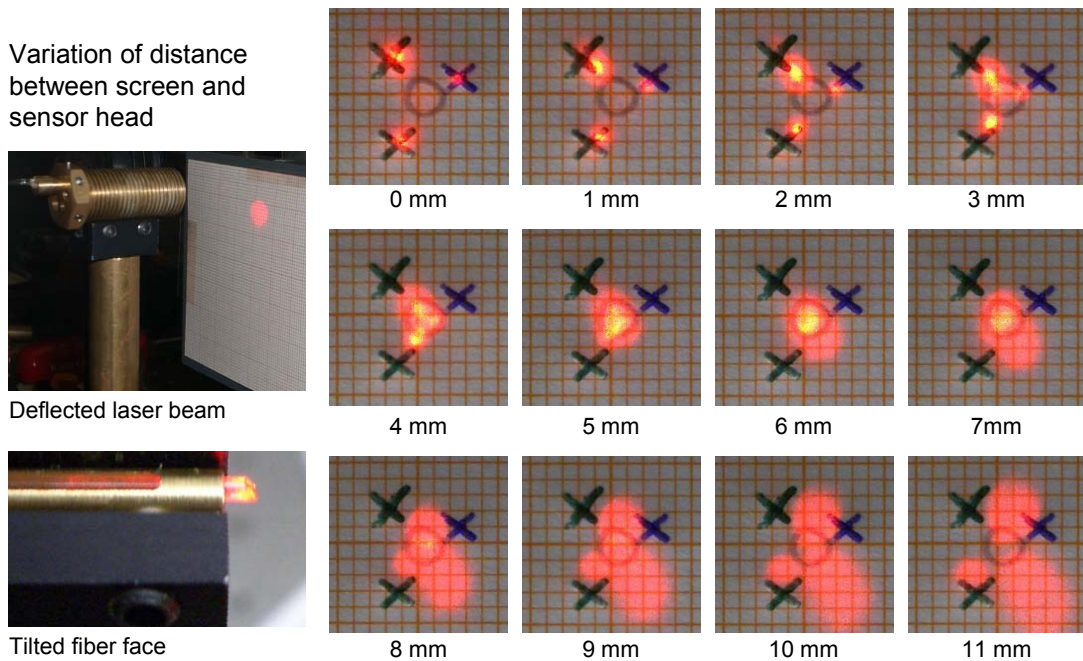 Variation of distance
between screen and
sensor head
0 mm
1 mm
2 mm
3 mm
Deflected laser beam
4 mm
5 mm
6 mm
7mm
Tilted fiber face
8 mm
9 mm
10 mm
11 mm